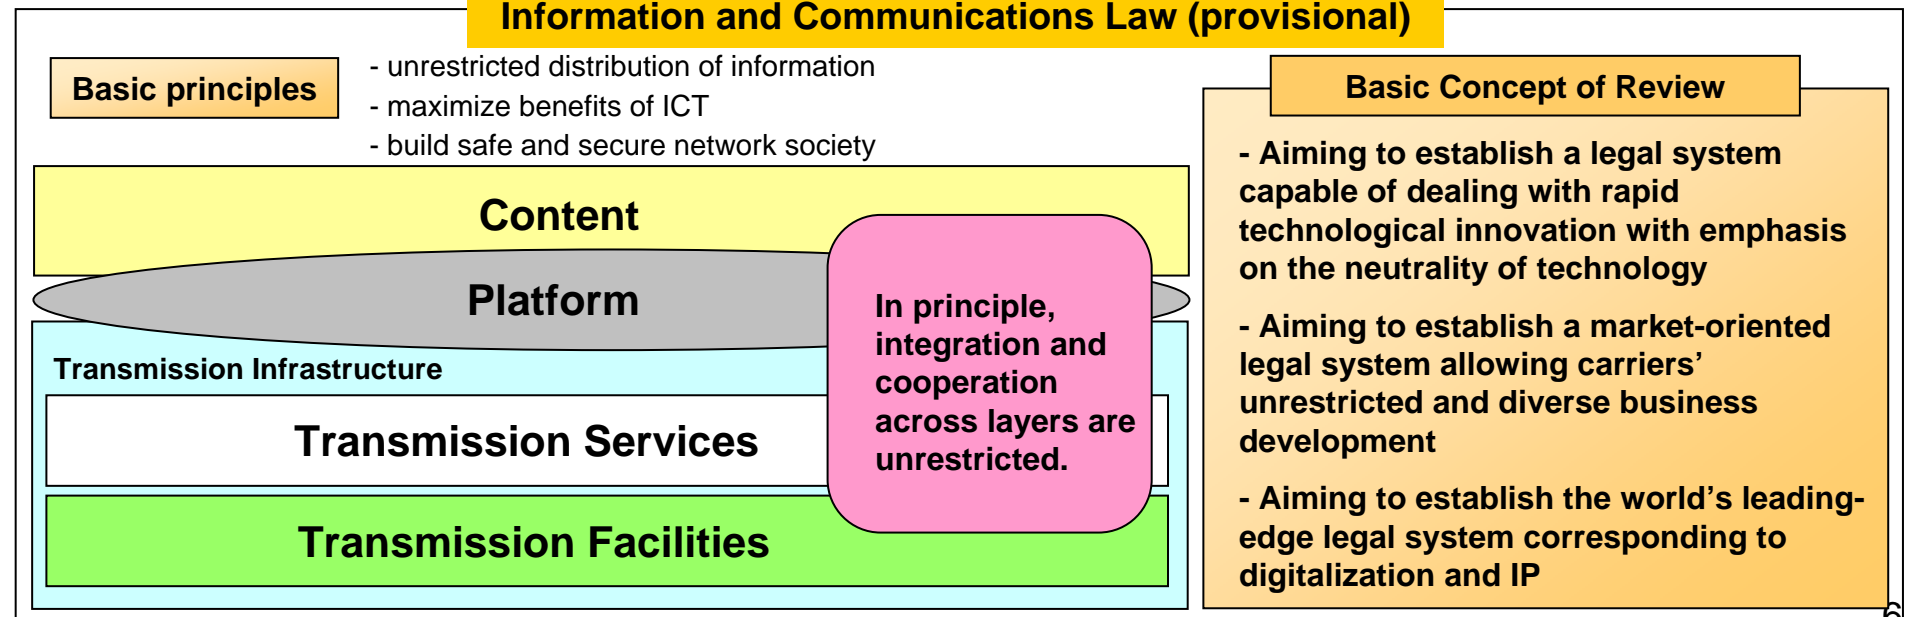 Information and Communications Law (provisional)
Basic principles
- unrestricted distribution of information
- maximize benefits of ICT
- build safe and secure network society
Content
Platform
Transmission Infrastructure
Transmission Services
Transmission Facilities
In principle,
integration and
cooperation
across layers are
unrestricted.
Basic Concept of Review
- Aiming to establish a legal system
capable of dealing with rapid
technological innovation with emphasis
on the neutrality of technology
- Aiming to establish a market-oriented
legal system allowing carriers’
unrestricted and diverse business
development
- Aiming to establish the world’s leading-
edge legal system corresponding to
digitalization and IP
6